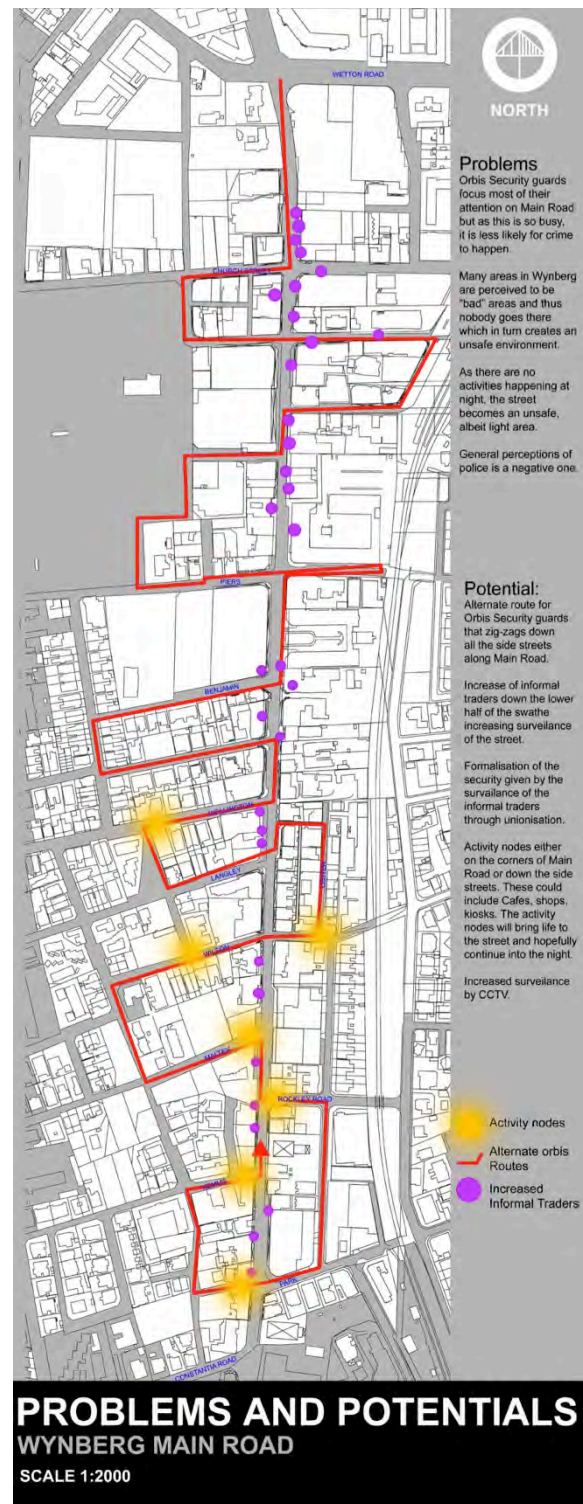 WETTON ROAD
NORTH
CHURCH STREET
PIERS
BENJAMIN
LANGLEY
ROCKLEY ROAD
PARK
CONSTANTIA ROAD
Problems
Orbis Security guards
focus most of their
attention on Main Road
but as this is so busy,
it is less likely for crime
to happen.
Many areas in Wynberg
are perceived to be
"bad" areas and thus
nobody goes there
which in turn creates an
unsafe environment.
As there are no
activities happening at
night, the street
becomes an unsafe,
albeit light area.
General perceptions of
police is a negative one.
Potential:
Alternate route for
Orbis Security guards
that zig-zags down
all the side streets
along Main Road.
Increase of informal
traders down the lower
half of the swathe
increasing surveilance
of the street.
Formalisation of the
security given by the
survailance of the
informal traders
through unionisation.
Activity nodes either
on the corners of Main
Road or down the side
streets. These could
include Cafes, shops,
kiosks. The activity
nodes will bring life to
the street and hopefully
continue into the night.
Increased surveilance
by CCTV.
Activity nodes
Alternate orbis
Routes
Increased
Informal Traders
PROBLEMS AND POTENTIALS
WYNBERG MAIN ROAD
SCALE 1:2000